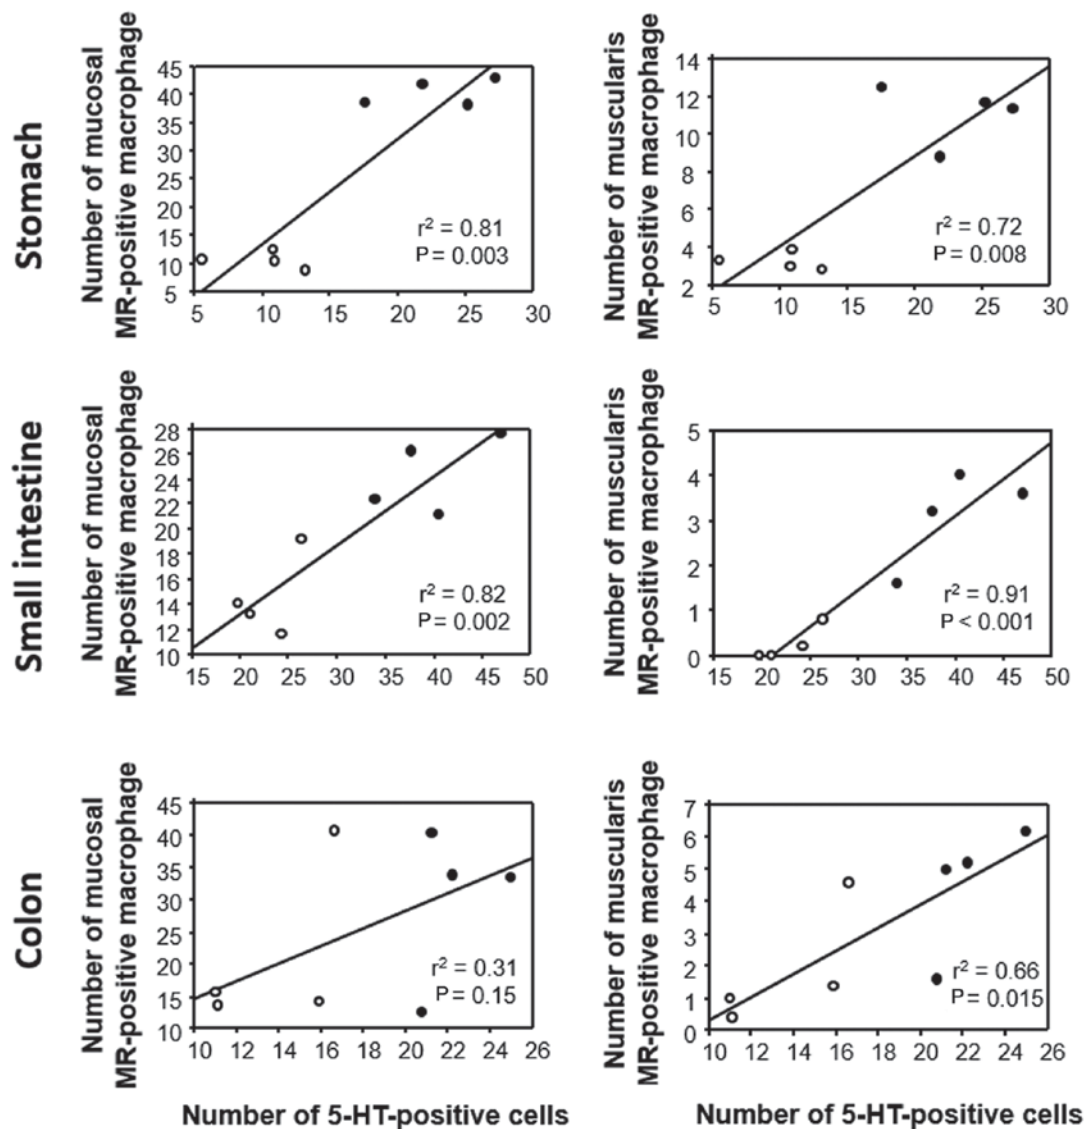 Stomach
Number of mucosal
MR-positive macrophage
45
40
35
30
25
20
15
10
5
r² = 0.81
P = 0.003
5 10 15 20 25 30
Number of muscularis
MR-positive macrophage
14
12
10
8
6
4
2
r² = 0.72
P = 0.008
5 10 15 20 25 30
Small intestine
Number of mucosal
MR-positive macrophage
28
26
24
22
20
18
16
14
12
10
r² = 0.82
P = 0.002
15 20 25 30 35 40 45 50
Number of muscularis
MR-positive macrophage
5
4
3
2
1
0
r² = 0.91
P < 0.001
15 20 25 30 35 40 45 50
Colon
Number of mucosal
MR-positive macrophage
45
40
35
30
25
20
15
10
r² = 0.31
P = 0.15
10 12 14 16 18 20 22 24 26
Number of 5-HT-positive cells
Number of muscularis
MR-positive macrophage
7
6
5
4
3
2
1
0
r² = 0.66
P = 0.015
10 12 14 16 18 20 22 24 26
Number of 5-HT-positive cells